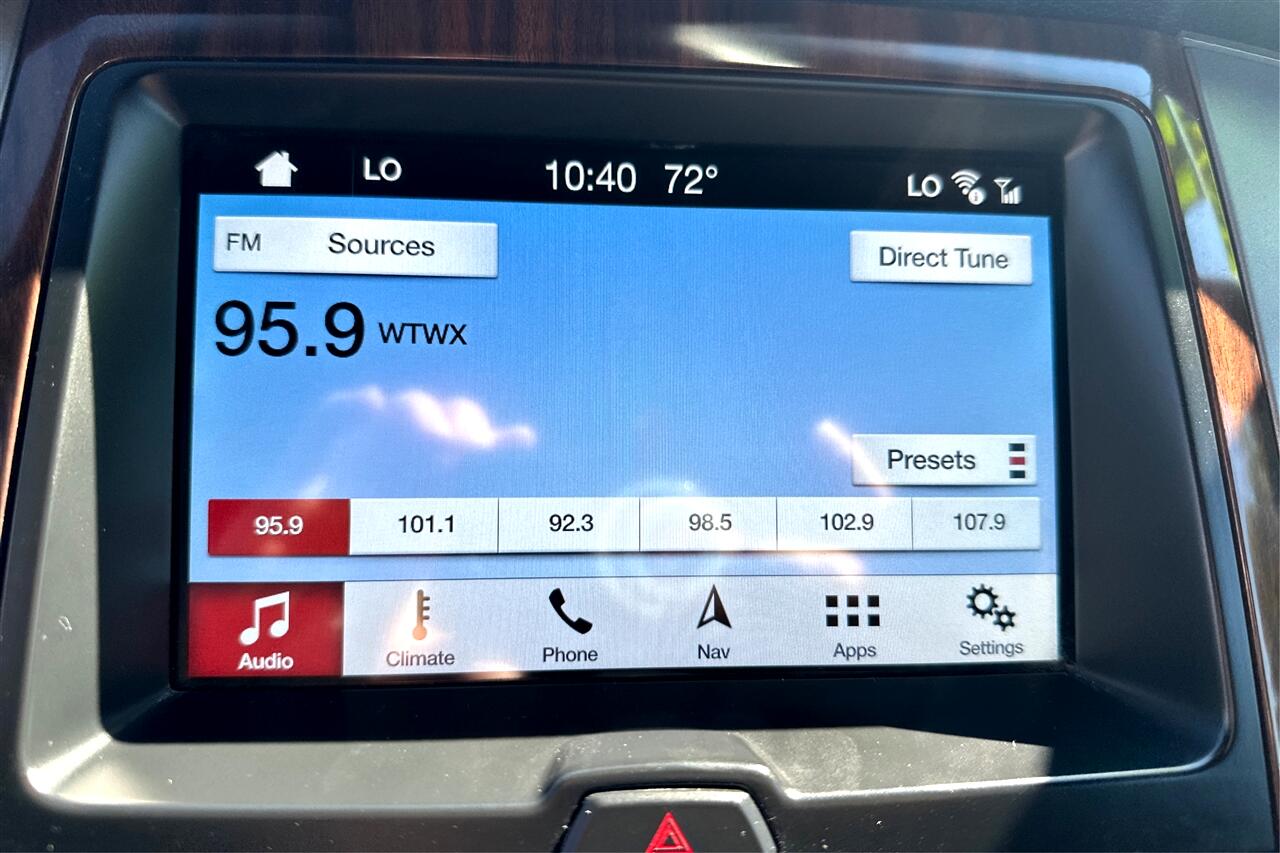 LO 10:40 72° LO
FM Sources Direct Tune
95.9 WTWX
Presets
95.9 101.1 92.3 98.5 102.9 107.9
Audio Climate Phone Nav Apps Settings